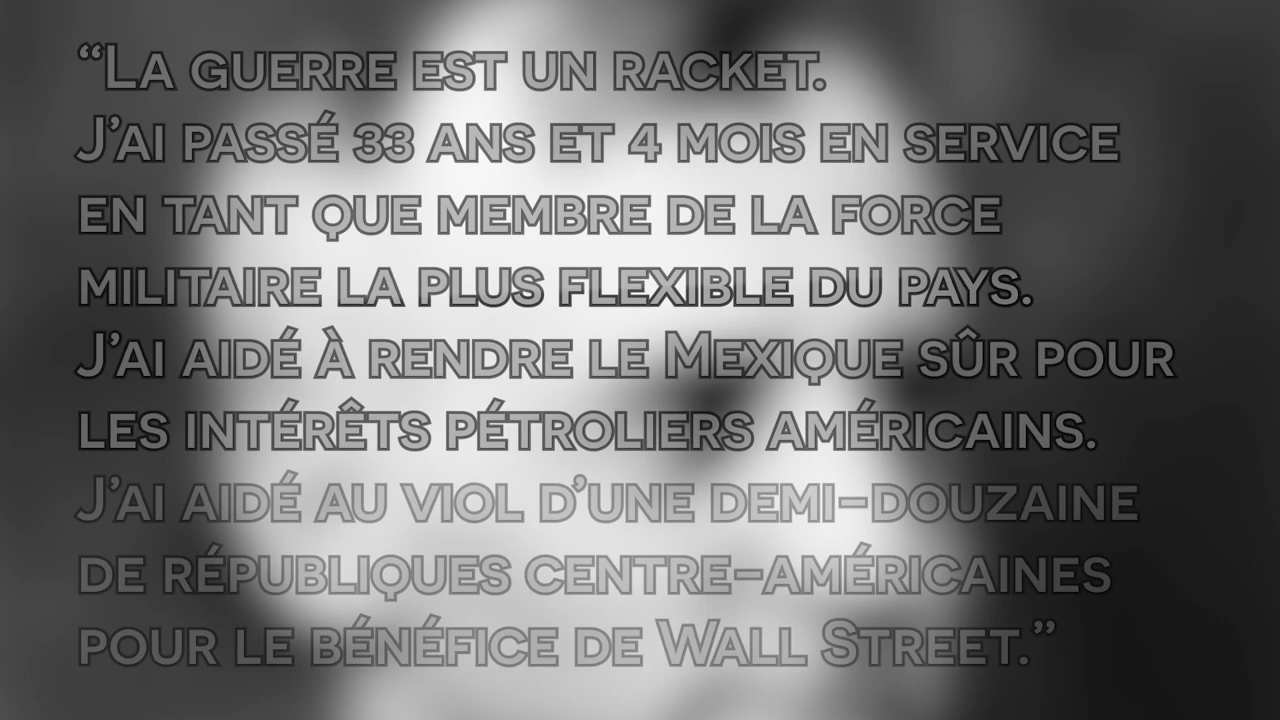 “La guerre est un racket.
J’ai passé 33 ans et 4 mois en service
en tant que membre de la force
militaire la plus flexible du pays.
J’ai aidé à rendre le Mexique sûr pour
les intérêts pétroliers américains.
J’ai aidé au viol d’une demi-douzaine
de républiques centre-américaines
pour le bénéfice de Wall Street.”